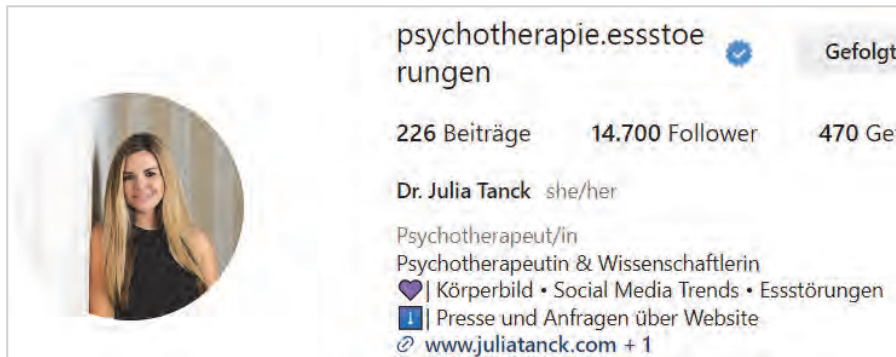 psychotherapie.essstoe
rungen
Gefolgt
226 Beiträge 14.700 Follower 470 Ge
Dr. Julia Tanck she/her
Psychotherapeut/in
Psychotherapeutin & Wissenschaftlerin
💜| Körperbild • Social Media Trends • Essstörungen
⬇️| Presse und Anfragen über Website
www.juliatanck.com + 1